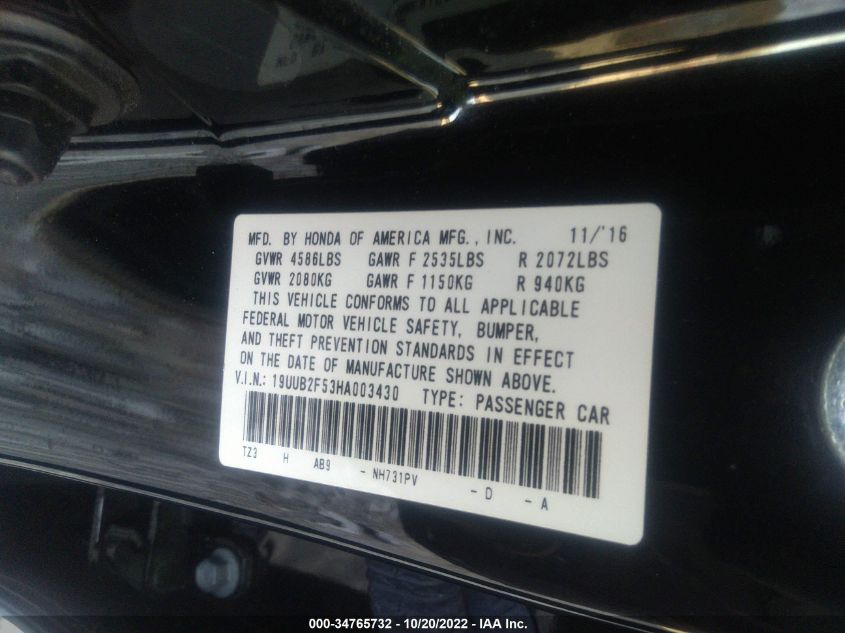 MFD. BY HONDA OF AMERICA MFG., INC. 11/'16
GVWR 4586LBS GAWR F 2535LBS R 2072LBS
GVWR 2080KG GAWR F 1150KG R 940KG
THIS VEHICLE CONFORMS TO ALL APPLICABLE
FEDERAL MOTOR VEHICLE SAFETY, BUMPER,
AND THEFT PREVENTION STANDARDS IN EFFECT
ON THE DATE OF MANUFACTURE SHOWN ABOVE.
V.I.N.: 19UUB2F53HA003430 TYPE: PASSENGER CAR
TZ3 H AB9 - NH731PV - D - A
000-34765732 - 10/20/2022 - IAA Inc.